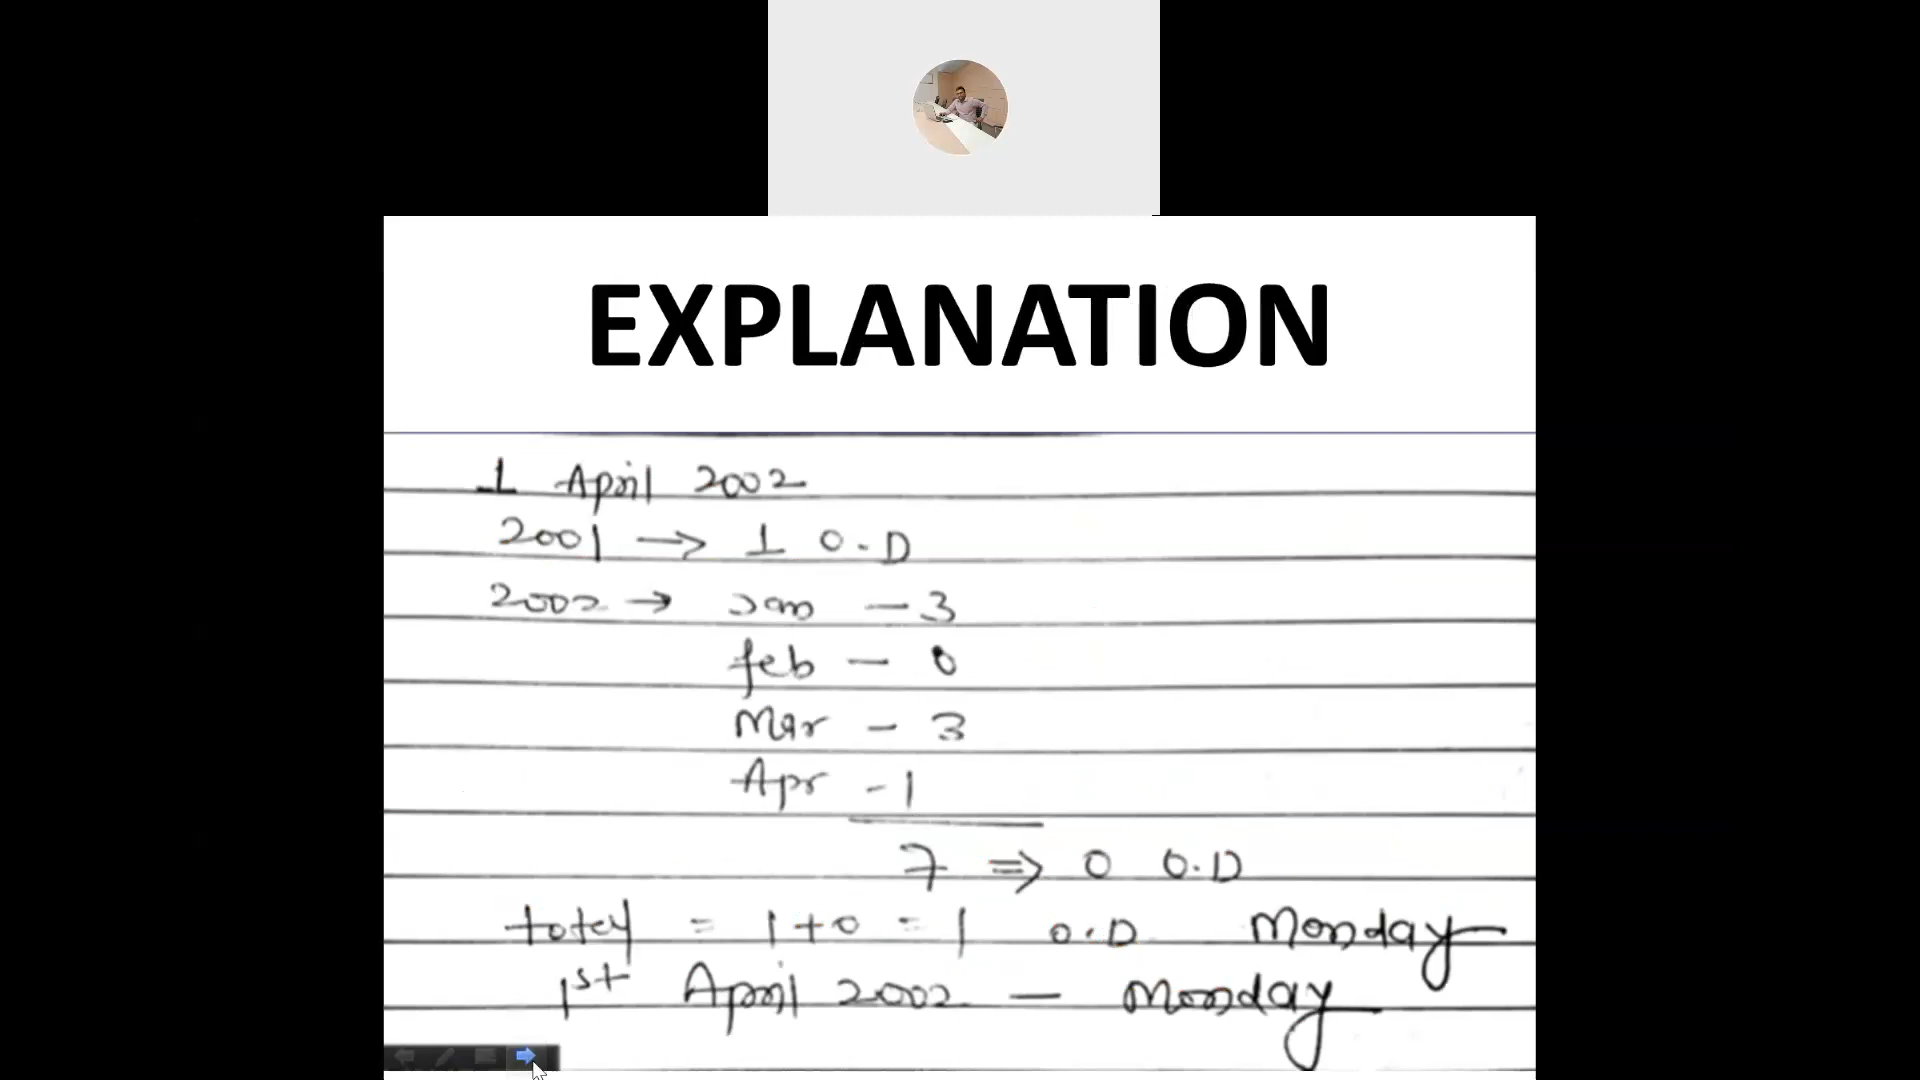 EXPLANATION
1 April 2002
2001 → 1 O.D
2002 → Jan – 3
feb – 0
Mar – 3
Apr – 1
7 ⇒ 0 O.D
total = 1+0 = 1 O.D Monday
1st April 2002 – Monday